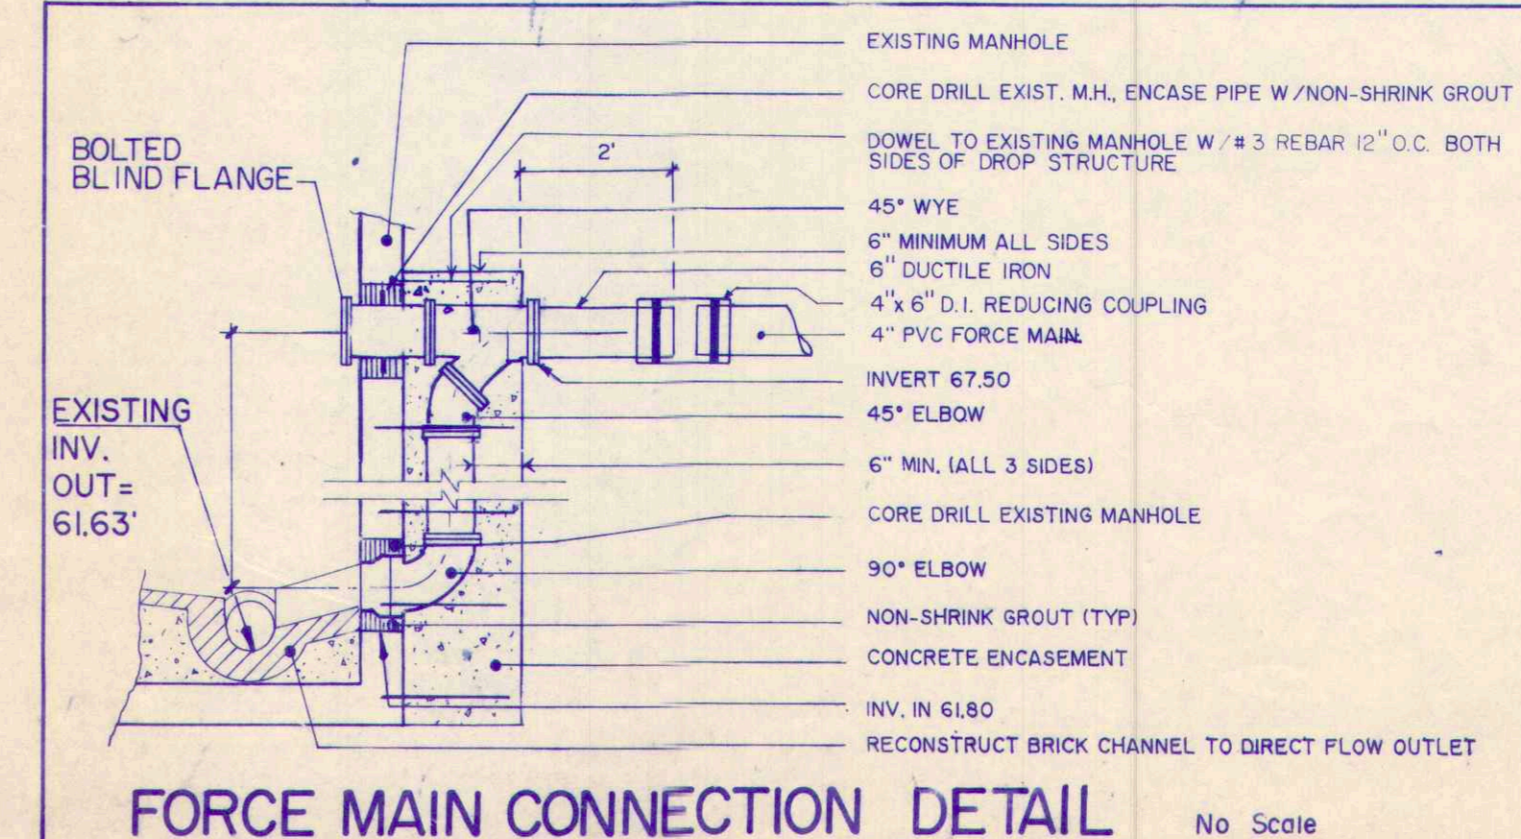 EXISTING MANHOLE
CORE DRILL EXIST. M.H., ENCASE PIPE W/NON-SHRINK GROUT
DOWEL TO EXISTING MANHOLE W/#3 REBAR 12" O.C. BOTH
SIDES OF DROP STRUCTURE
BOLTED
BLIND FLANGE
2'
45° WYE
6" MINIMUM ALL SIDES
6" DUCTILE IRON
4"x 6" D.I. REDUCING COUPLING
4" PVC FORCE MAIN
INVERT 67.50
45° ELBOW
EXISTING
INV.
OUT=
61.63'
6" MIN. (ALL 3 SIDES)
CORE DRILL EXISTING MANHOLE
90° ELBOW
NON-SHRINK GROUT (TYP)
CONCRETE ENCASEMENT
INV. IN 61.80
RECONSTRUCT BRICK CHANNEL TO DIRECT FLOW OUTLET
FORCE MAIN CONNECTION DETAIL
No Scale